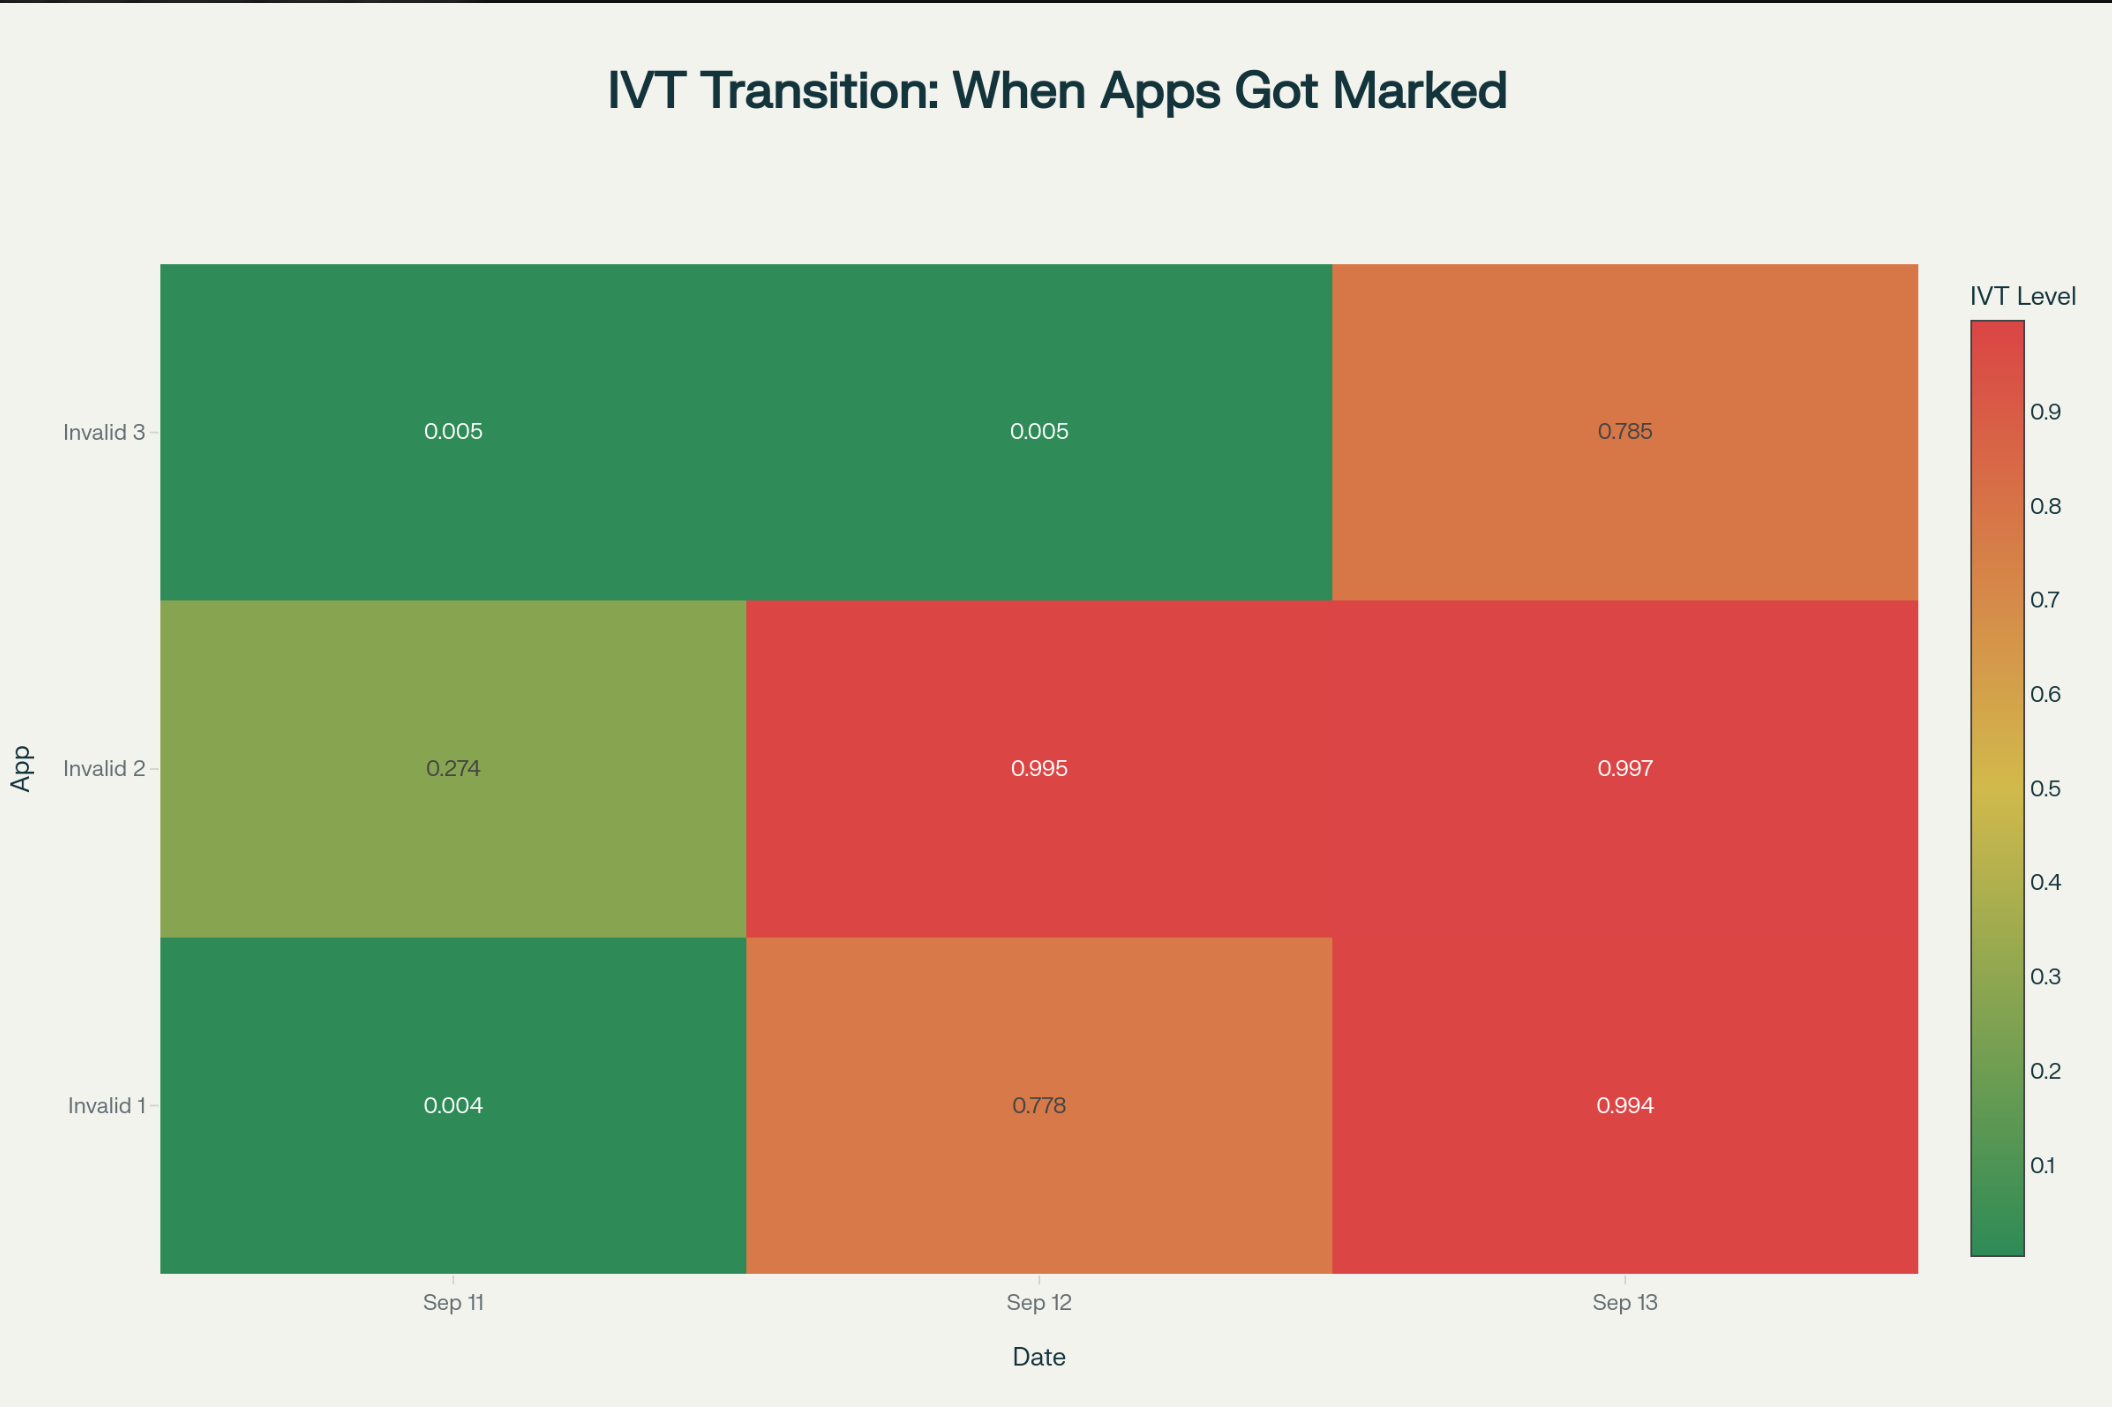 IVT Transition: When Apps Got Marked
IVT Level
Invalid 3
0.005
0.005
0.785
Invalid 2
0.274
0.995
0.997
Invalid 1
0.004
0.778
0.994
App
0.9
0.8
0.7
0.6
0.5
0.4
0.3
0.2
0.1
Sep 11
Sep 12
Sep 13
Date